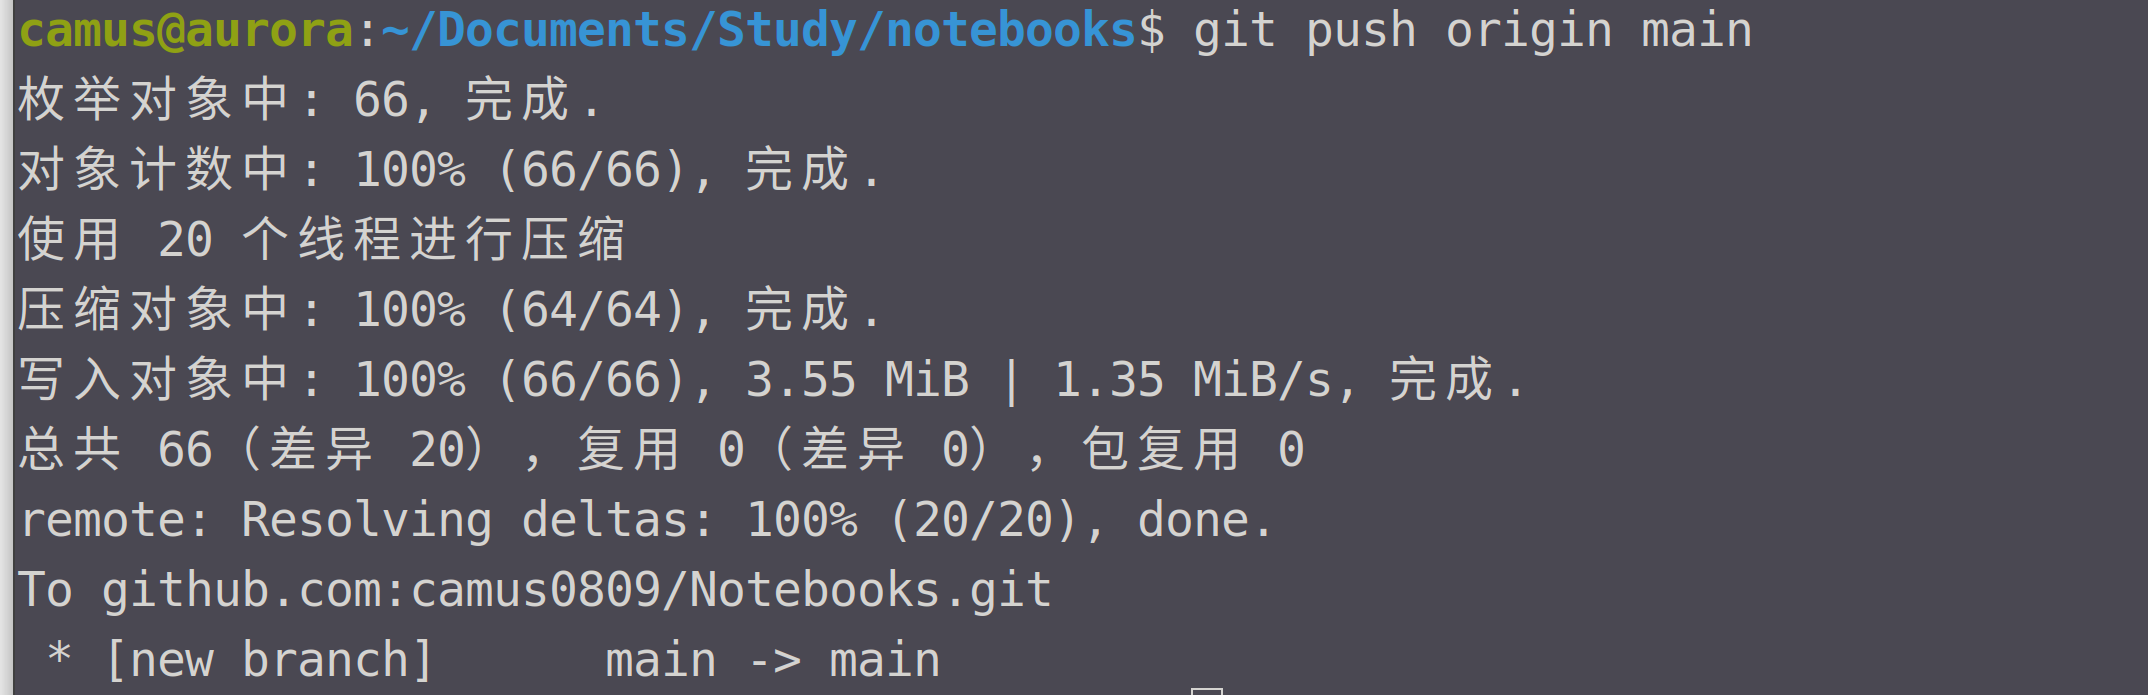 camus@aurora:~/Documents/Study/notebooks$ git push origin main
枚举对象中: 66, 完成.
对象计数中: 100% (66/66), 完成.
使用 20 个线程进行压缩
压缩对象中: 100% (64/64), 完成.
写入对象中: 100% (66/66), 3.55 MiB | 1.35 MiB/s, 完成.
总共 66（差异 20），复用 0（差异 0），包复用 0
remote: Resolving deltas: 100% (20/20), done.
To github.com:camus0809/Notebooks.git
 * [new branch]      main -> main